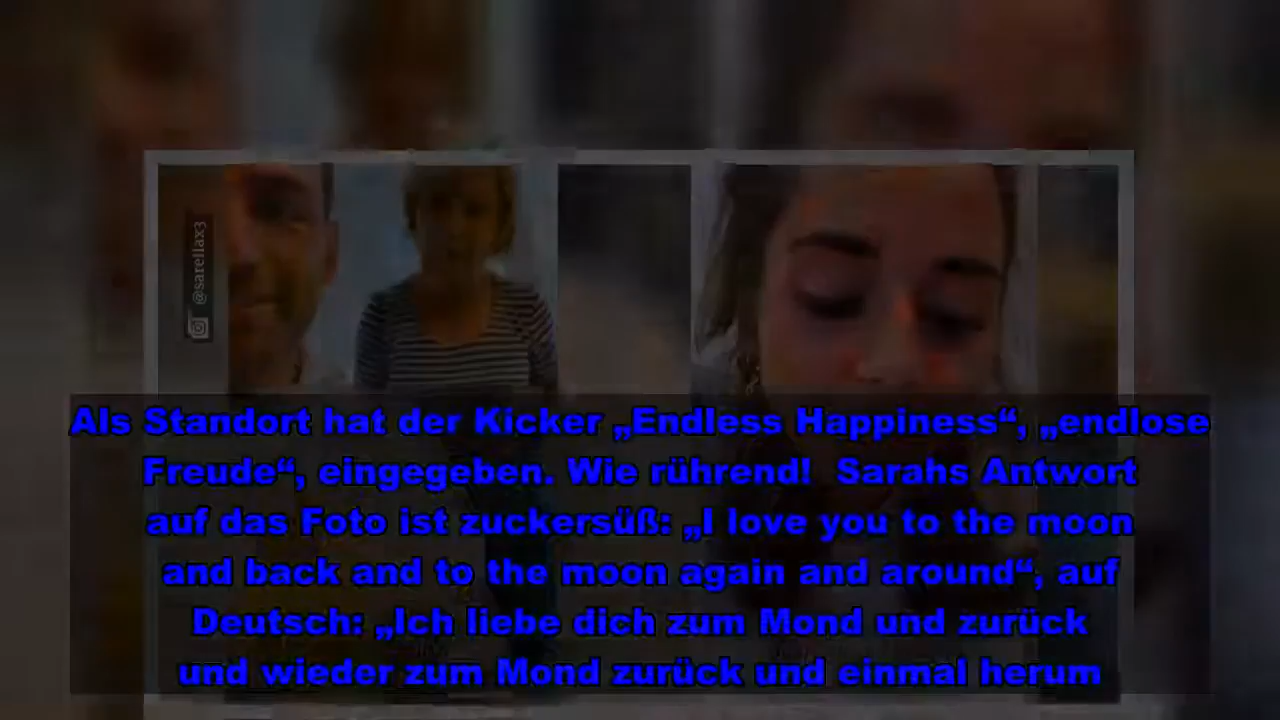 @sarellax3
Als Standort hat der Kicker „Endless Happiness“, „endlose
Freude“, eingegeben. Wie rührend!  Sarahs Antwort
auf das Foto ist zuckersüß: „I love you to the moon
and back and to the moon again and around“, auf
Deutsch: „Ich liebe dich zum Mond und zurück
und wieder zum Mond zurück und einmal herum